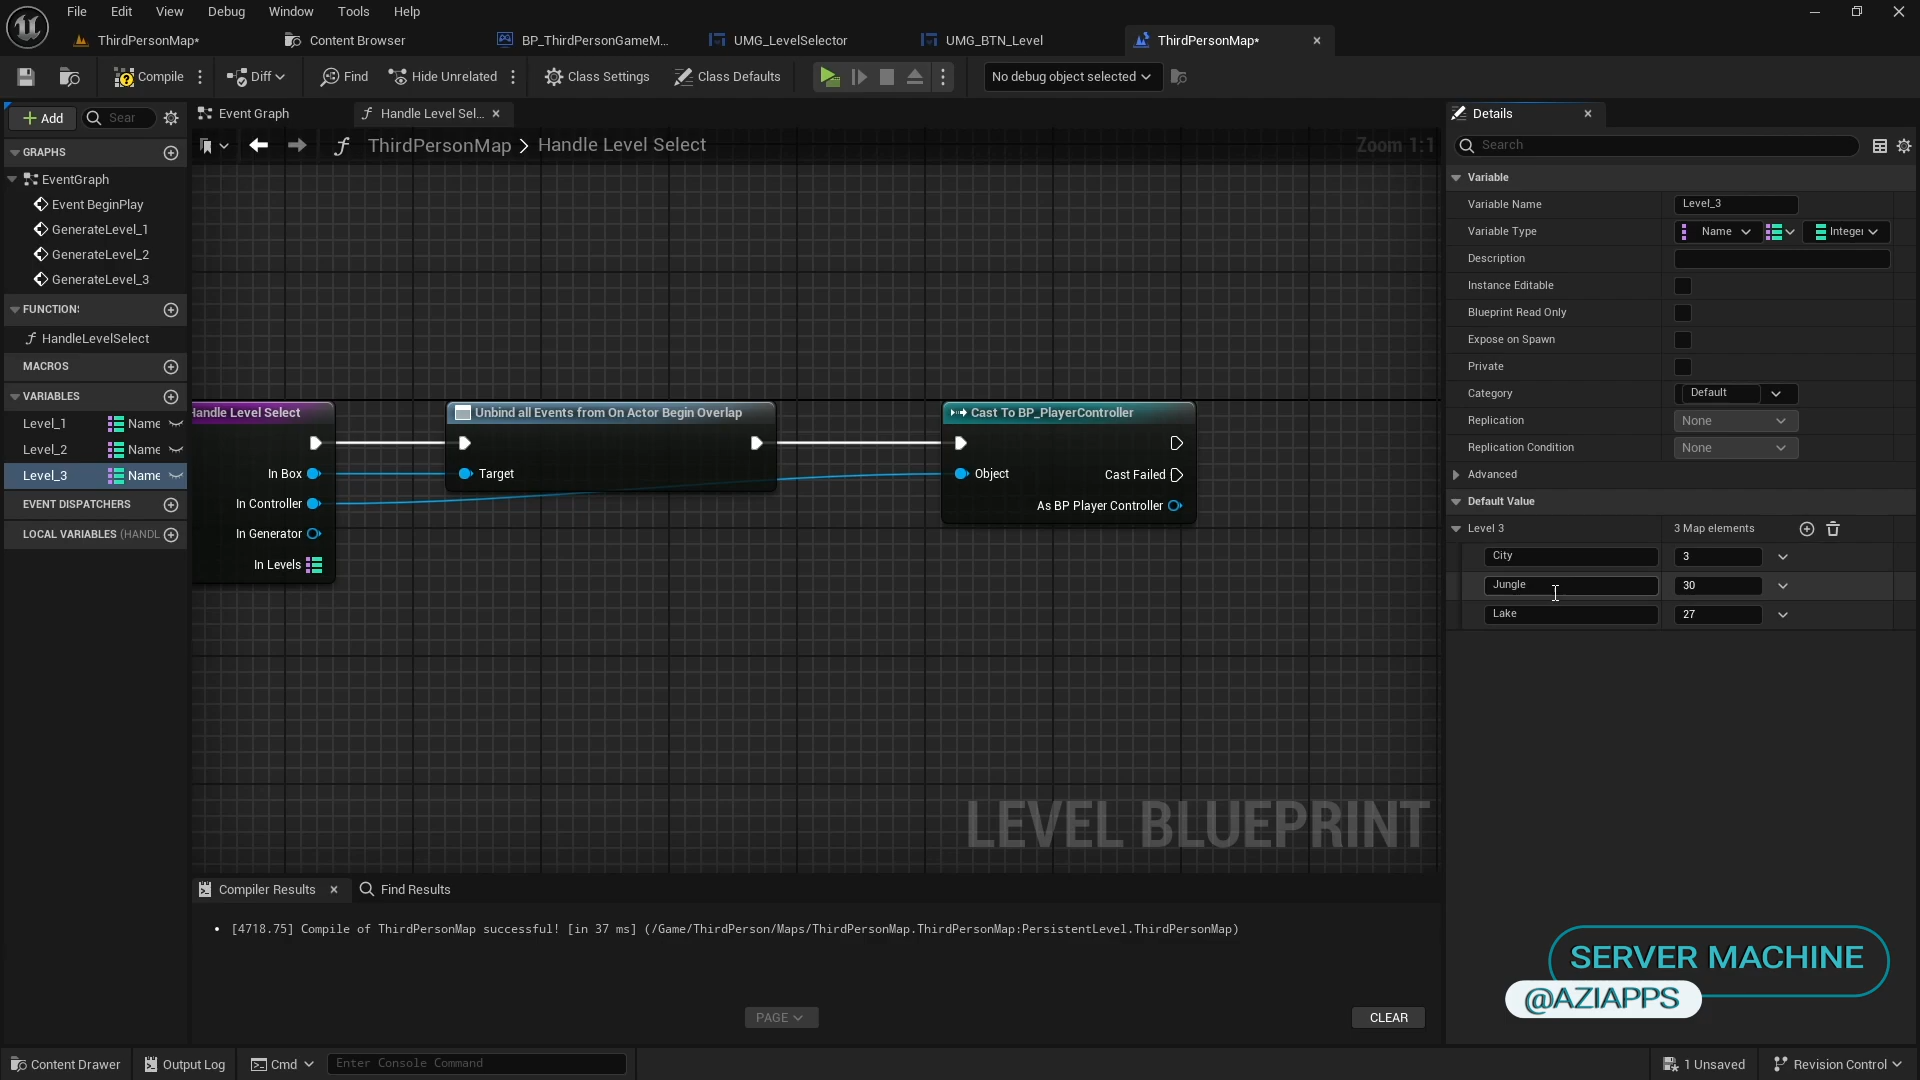 File Edit View Debug Window Tools Help
ThirdPersonMap* Content Browser BP_ThirdPersonGameM... UMG_LevelSelector UMG_BTN_Level ThirdPersonMap*
Compile Diff Find Hide Unrelated Class Settings Class Defaults No debug object selected
Add Sear
GRAPHS
EventGraph
Event BeginPlay
GenerateLevel_1
GenerateLevel_2
GenerateLevel_3
FUNCTION:
HandleLevelSelect
MACROS
VARIABLES
Level_1 Name
Level_2 Name
Level_3 Name
EVENT DISPATCHERS
LOCAL VARIABLES (HANDL
Event Graph Handle Level Sel...
ThirdPersonMap > Handle Level Select
Zoom 1:1
Handle Level Select
In Box
In Controller
In Generator
In Levels
Unbind all Events from On Actor Begin Overlap
Target
Cast To BP_PlayerController
Object
Cast Failed
As BP Player Controller
LEVEL BLUEPRINT
Compiler Results Find Results
[4718.75] Compile of ThirdPersonMap successful! [in 37 ms] (/Game/ThirdPerson/Maps/ThirdPersonMap.ThirdPersonMap:PersistentLevel.ThirdPersonMap)
PAGE CLEAR
Details
Search
Variable
Variable Name Level_3
Variable Type Name Integer
Description
Instance Editable
Blueprint Read Only
Expose on Spawn
Private
Category Default
Replication None
Replication Condition None
Advanced
Default Value
Level 3 3 Map elements
City 3
Jungle 30
Lake 27
SERVER MACHINE
@AZIAPPS
Content Drawer Output Log Cmd Enter Console Command 1 Unsaved Revision Control